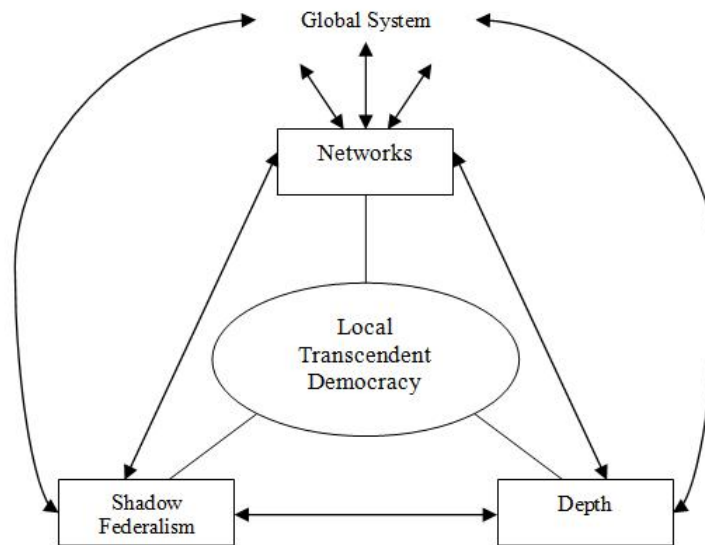 Global System
Networks
Local
Transcendent
Democracy
Shadow
Federalism
Depth